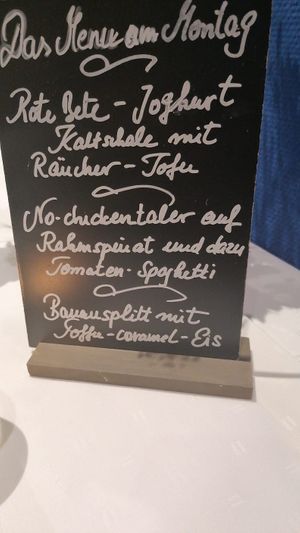 Das Menu am Montag
Rote Bete - Joghurt
Kaltschale mit
Räucher - Tofu
No-chickentaler auf
Rahmspinat und dazu
Tomaten-Spaghetti
Bananasplitt mit
Toffee-caramel-Eis